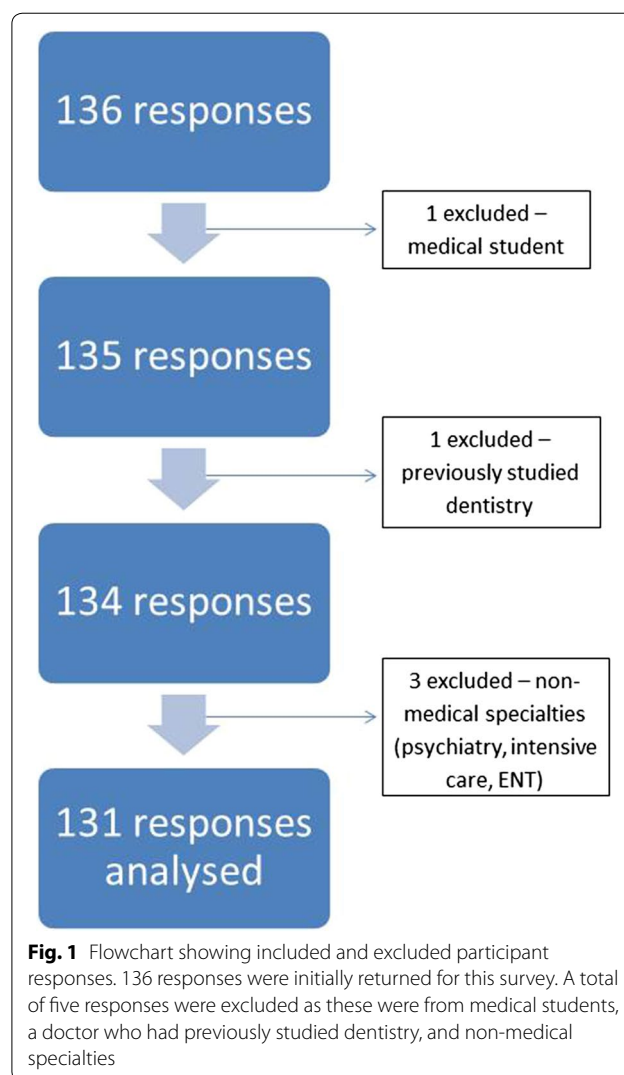 136 responses
1 excluded –
medical student
135 responses
1 excluded –
previously studied
dentistry
134 responses
3 excluded – non-
medical specialties
(psychiatry, intensive
care, ENT)
131 responses
analysed
Fig. 1 Flowchart showing included and excluded participant
responses. 136 responses were initially returned for this survey. A total
of five responses were excluded as these were from medical students,
a doctor who had previously studied dentistry, and non-medical
specialties